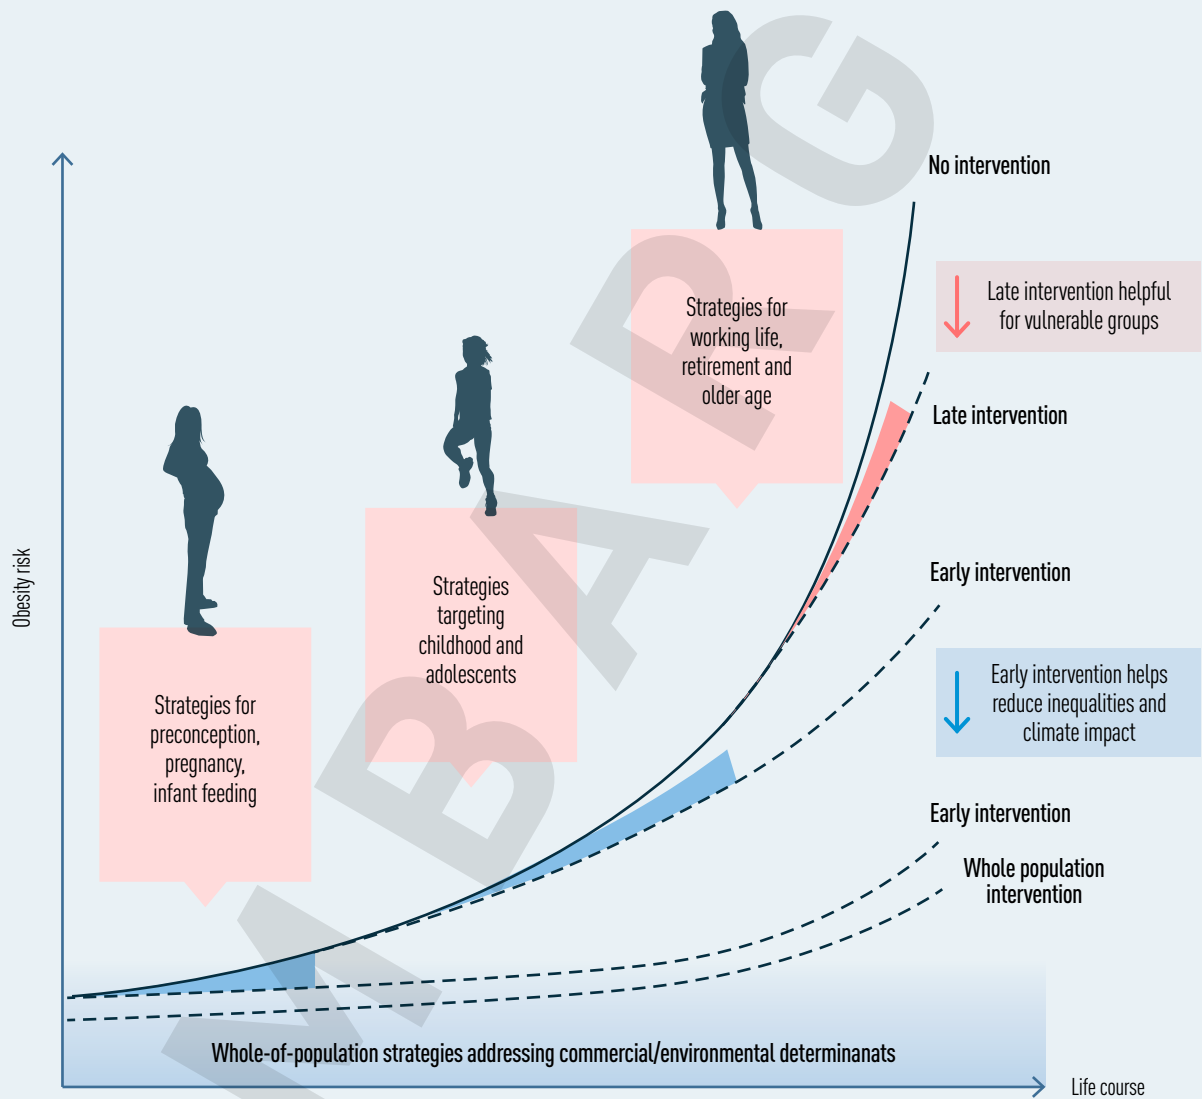 No intervention
Late intervention helpful
for vulnerable groups
Strategies for
working life,
retirement and
older age
Late intervention
Early intervention
Obesity risk
Strategies
targeting
childhood and
adolescents
Early intervention helps
reduce inequalities and
climate impact
Strategies for
preconception,
pregnancy,
infant feeding
Early intervention
Whole population
intervention
Whole-of-population strategies addressing commercial/environmental determinanats
Life course
MBARG